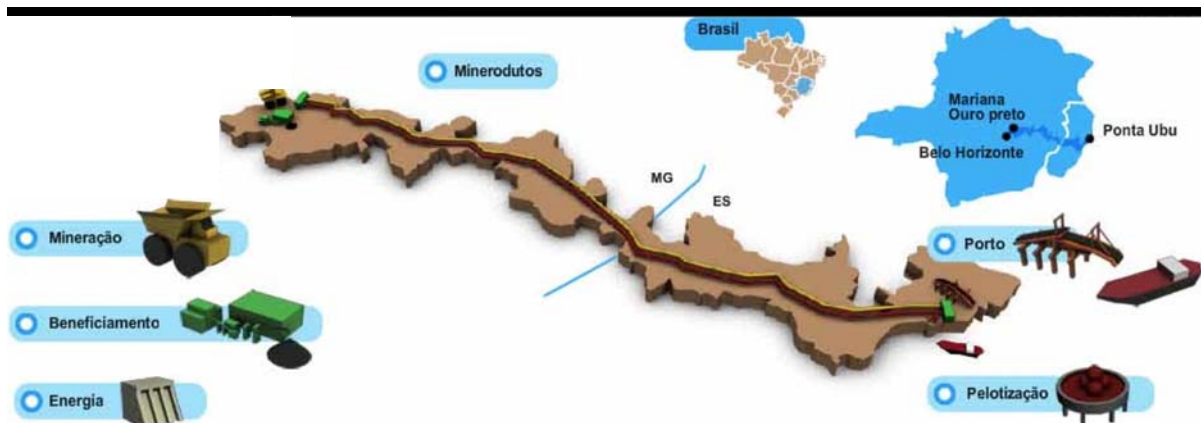 Brasil
Minerodutos
Mariana
Ouro preto
Ponta Ubu
Belo Horizonte
MG
ES
Mineração
Porto
Beneficiamento
Energia
Pelotização